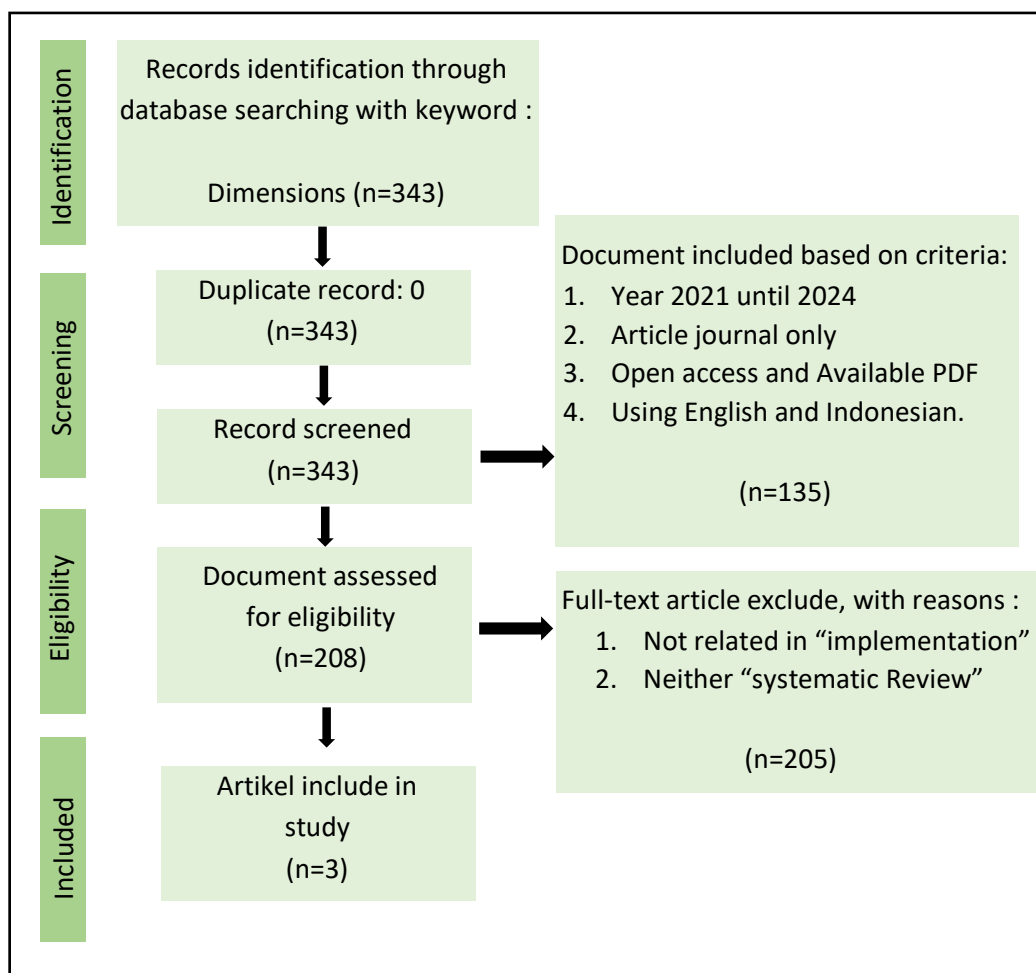 Identification
Records identification through
database searching with keyword :
Dimensions (n=343)
Screening
Duplicate record: 0
(n=343)
Record screened
(n=343)
Document included based on criteria:
1. Year 2021 until 2024
2. Article journal only
3. Open access and Available PDF
4. Using English and Indonesian.
(n=135)
Eligibility
Document assessed
for eligibility
(n=208)
Full-text article exclude, with reasons :
1. Not related in “implementation”
2. Neither “systematic Review”
(n=205)
Included
Artikel include in
study
(n=3)